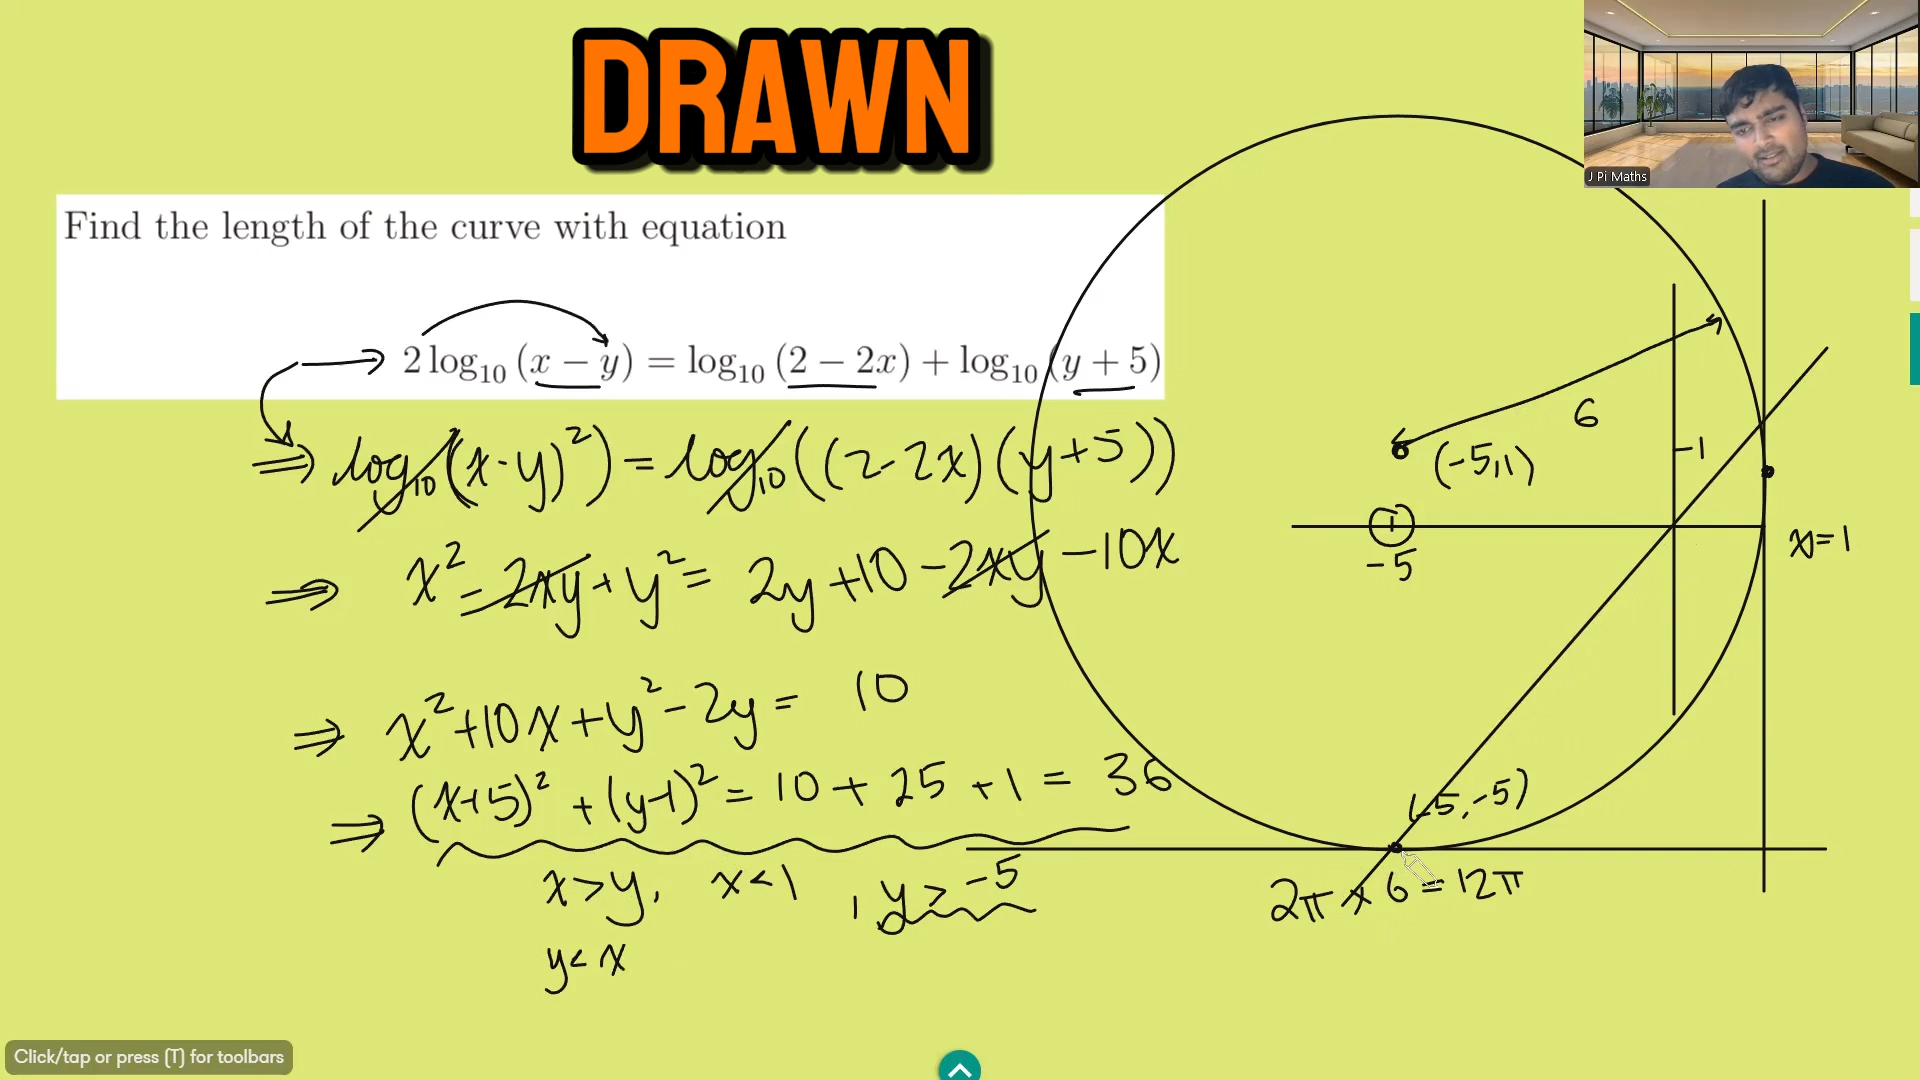 DRAWN
J Pi Maths
Find the length of the curve with equation
2 log₁₀ (x − y) = log₁₀ (2 − 2x) + log₁₀ (y + 5)
⇒ log₁₀((x-y)²) = log₁₀((2-2x)(y+5))
⇒ x² - 2xy + y² = 2y + 10 - 2xy - 10x
⇒ x² + 10x + y² - 2y = 10
⇒ (x+5)² + (y-1)² = 10 + 25 + 1 = 36
x > y, x < 1, y > -5
y < x
6
(-5,1)
-1
-5
x=1
(-5,-5)
2π × 6 = 12π
Click/tap or press (T) for toolbars